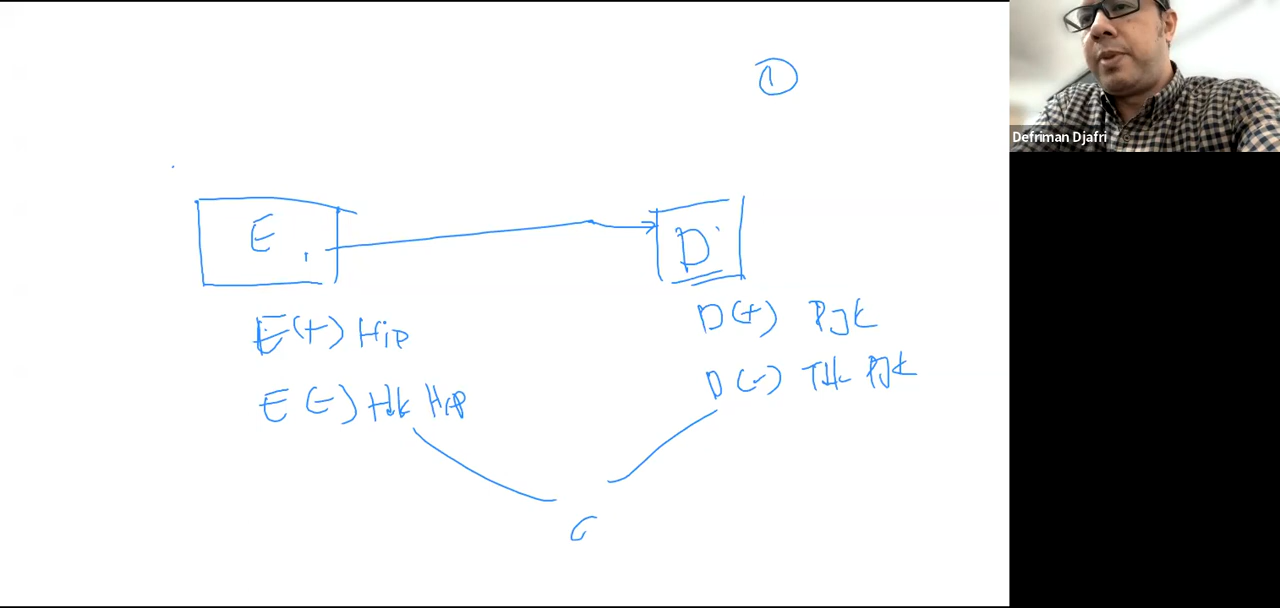 ①
Defriman Djafri
E
D
E(+) Hip
D(+) PJK
E(-) Tdk Hip
D(-) Tdk PJK